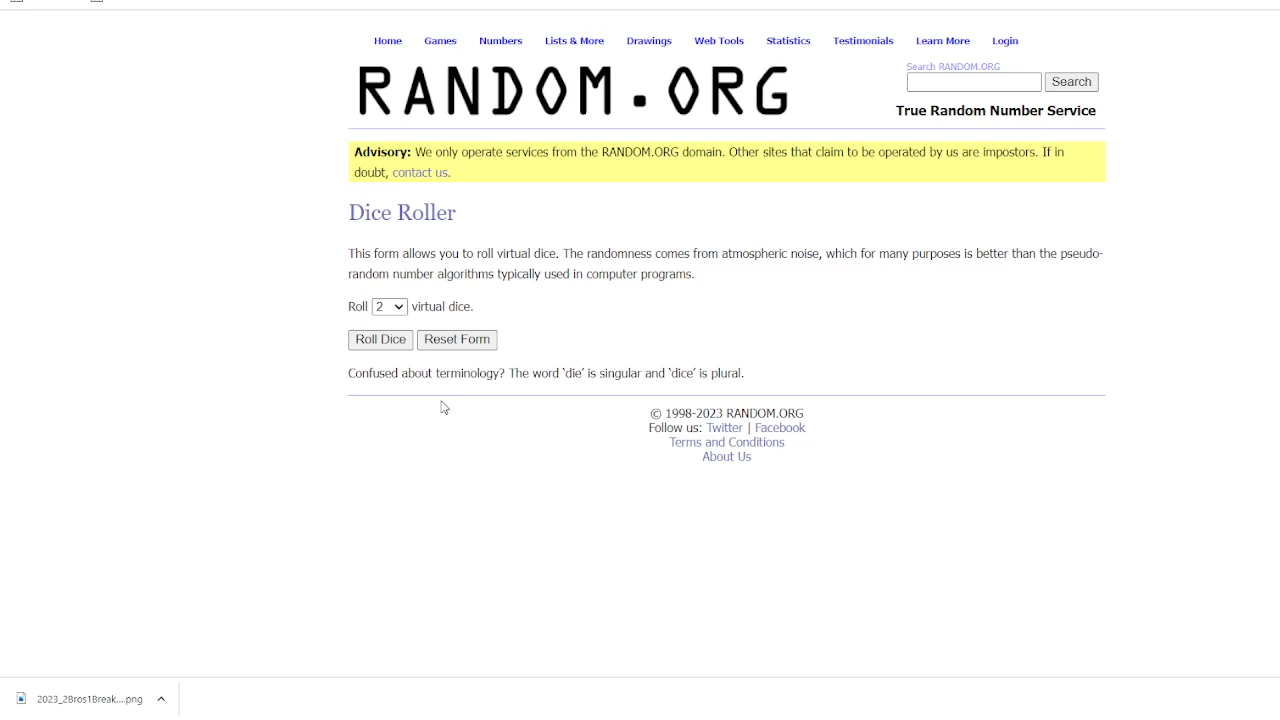 Home Games Numbers Lists & More Drawings Web Tools Statistics Testimonials Learn More Login
RANDOM.ORG
Search RANDOM.ORG
Search
True Random Number Service
Advisory: We only operate services from the RANDOM.ORG domain. Other sites that claim to be operated by us are impostors. If in
doubt, contact us.
Dice Roller
This form allows you to roll virtual dice. The randomness comes from atmospheric noise, which for many purposes is better than the pseudo-
random number algorithms typically used in computer programs.
Roll 2 virtual dice.
Roll Dice Reset Form
Confused about terminology? The word ‘die’ is singular and ‘dice’ is plural.
© 1998-2023 RANDOM.ORG
Follow us: Twitter | Facebook
Terms and Conditions
About Us
2023_2Bros1Break....png